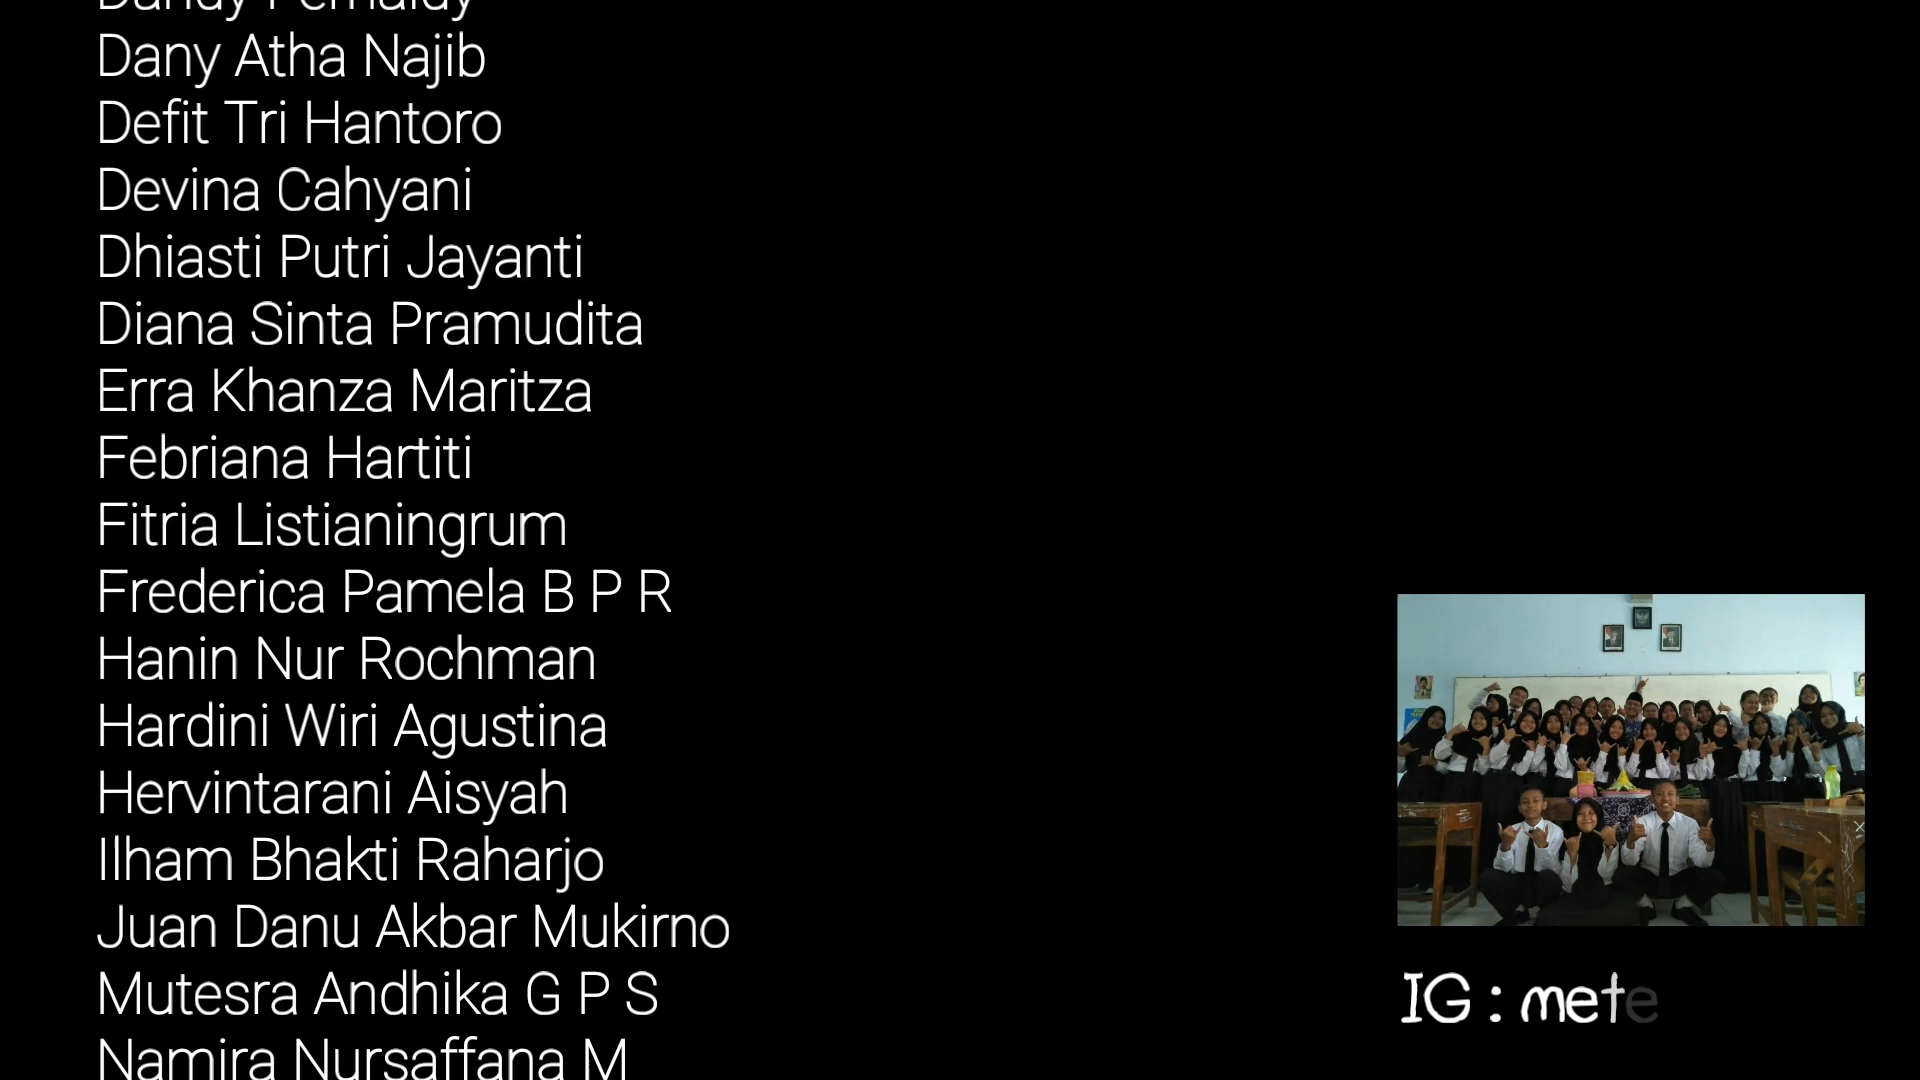 Dany Atha Najib
Defit Tri Hantoro
Devina Cahyani
Dhiasti Putri Jayanti
Diana Sinta Pramudita
Erra Khanza Maritza
Febriana Hartiti
Fitria Listianingrum
Frederica Pamela B P R
Hanin Nur Rochman
Hardini Wiri Agustina
Hervintarani Aisyah
Ilham Bhakti Raharjo
Juan Danu Akbar Mukirno
Mutesra Andhika G P S
Namira Nursaffana M
IG : mete